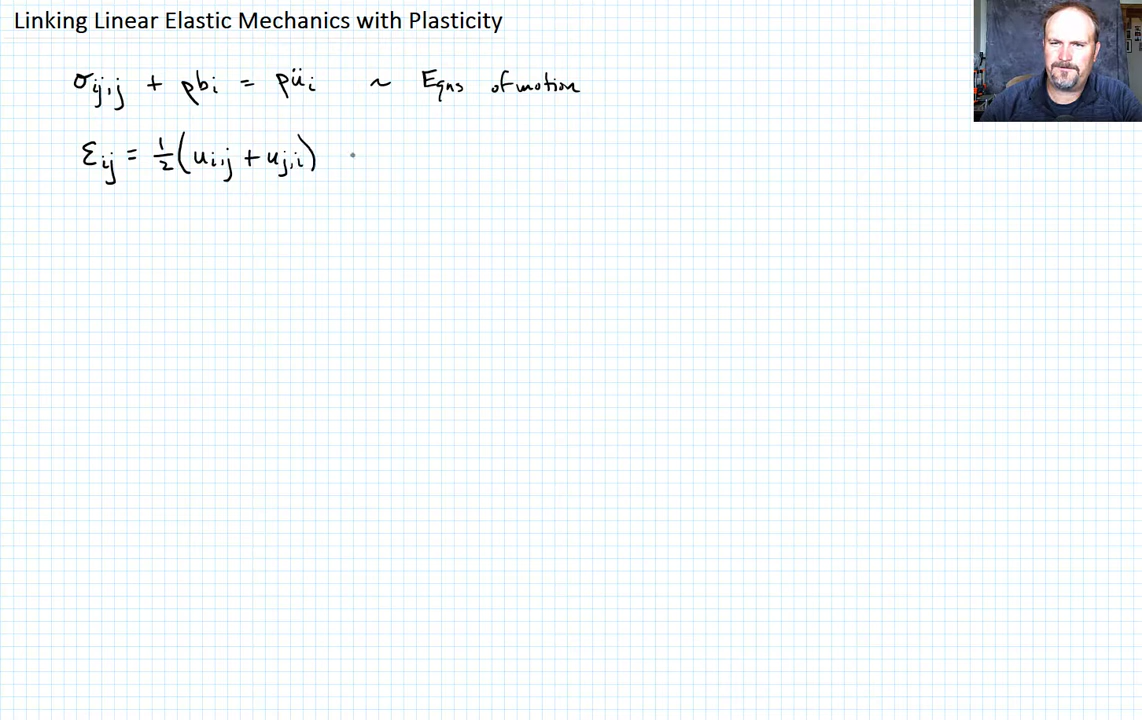 Linking Linear Elastic Mechanics with Plasticity
σij,j + ρbi = ρüi ~ Eqns of motion
εij = 1/2 (ui,j + uj,i)